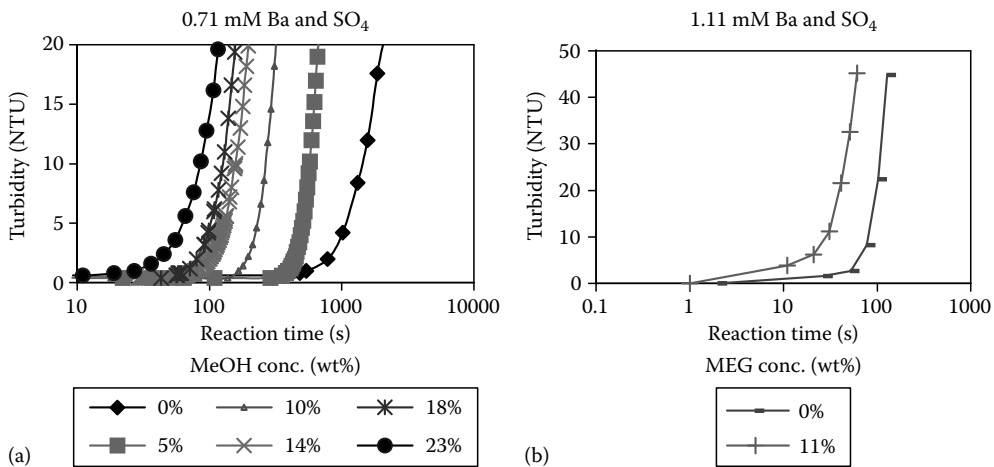 0.71 mM Ba and SO₄
20
15
10
5
0
Turbidity (NTU)
10 100 1000 10000
Reaction time (s)
MeOH conc. (wt%)
0% 10% 18%
5% 14% 23%
(a)
1.11 mM Ba and SO₄
50
40
30
20
10
0
Turbidity (NTU)
0.1 1 10 100 1000
Reaction time (s)
MEG conc. (wt%)
0%
11%
(b)